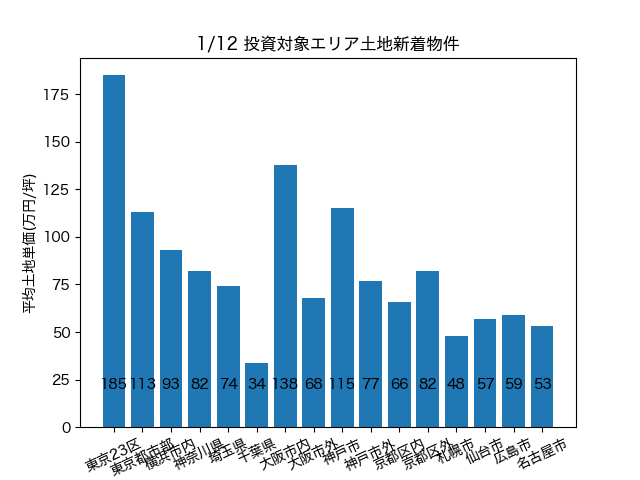 1/12 投資対象エリア土地新着物件
平均土地単価(万円/坪)
175
150
125
100
75
50
25
0
185 113 93 82 74 34 138 68 115 77 66 82 48 57 59 53
東京23区
東京都市部
横浜市内
神奈川県
埼玉県
千葉県
大阪市内
大阪市外
神戸市
神戸市外
京都区内
京都区外
札幌市
仙台市
広島市
名古屋市